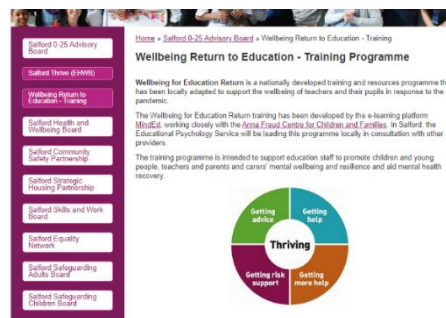 Home » Salford 0-25 Advisory Board » Wellbeing Return to Education - Training
Salford 0-25 Advisory
Board
Salford Thrive (EHWB)
Wellbeing Return to
Education - Training
Salford Health and
Wellbeing Board
Salford Community
Safety Partnership
Salford Strategic
Housing Partnership
Salford Skills and Work
Board
Salford Equality
Network
Salford Safeguarding
Adults Board
Salford Safeguarding
Children Board
Wellbeing Return to Education - Training Programme
Wellbeing for Education Return is a nationally developed training and resources programme th
has been locally adapted to support the wellbeing of teachers and their pupils in response to the
pandemic.
The Wellbeing for Education Return training has been developed by the e-learning platform
MindEd, working closely with the Anna Freud Centre for Children and Families. In Salford, the
Educational Psychology Service will be leading this programme locally in consultation with other
providers.
The training programme is intended to support education staff to promote children and young
people, teachers and parents and carers' mental wellbeing and resilience and aid mental health
recovery.
Getting
advice
Getting
help
Thriving
Getting risk
support
Getting
more help